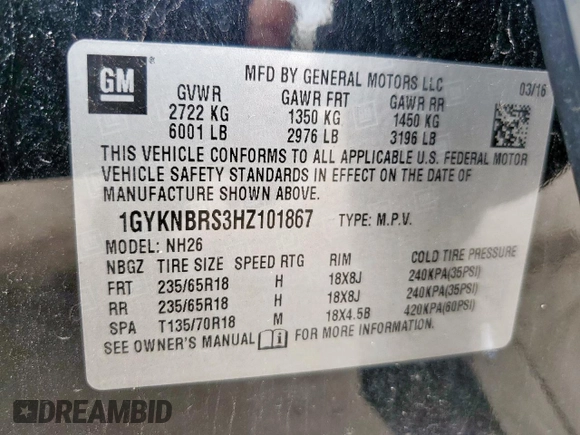 GM
®
MFD BY GENERAL MOTORS LLC 03/16
GVWR GAWR FRT GAWR RR
2722 KG 1350 KG 1450 KG
6001 LB 2976 LB 3196 LB
THIS VEHICLE CONFORMS TO ALL APPLICABLE U.S. FEDERAL MOTOR
VEHICLE SAFETY STANDARDS IN EFFECT ON THE DATE OF
MANUFACTURE SHOWN ABOVE.
1GYKNBRS3HZ101867 TYPE: M.P.V.
MODEL: NH26
NBGZ TIRE SIZE SPEED RTG RIM COLD TIRE PRESSURE
FRT 235/65R18 H 18X8J 240KPA(35PSI)
RR 235/65R18 H 18X8J 240KPA(35PSI)
SPA T135/70R18 M 18X4.5B 420KPA(60PSI)
SEE OWNER'S MANUAL i FOR MORE INFORMATION.
DREAMBID